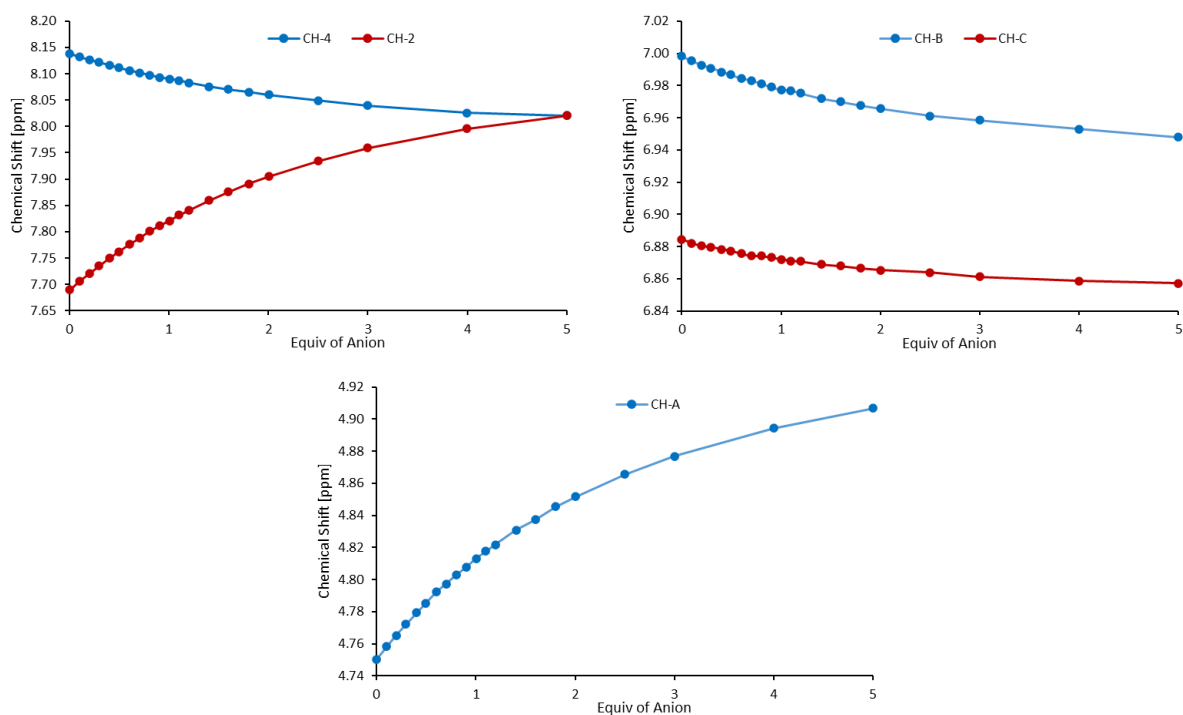 CH-4 CH-2
Chemical Shift [ppm]
8.20
8.15
8.10
8.05
8.00
7.95
7.90
7.85
7.80
7.75
7.70
7.65
0 1 2 3 4 5
Equiv of Anion
CH-B CH-C
Chemical Shift [ppm]
7.02
7.00
6.98
6.96
6.94
6.92
6.90
6.88
6.86
6.84
0 1 2 3 4 5
Equiv of Anion
CH-A
Chemical Shift [ppm]
4.92
4.90
4.88
4.86
4.84
4.82
4.80
4.78
4.76
4.74
0 1 2 3 4 5
Equiv of Anion